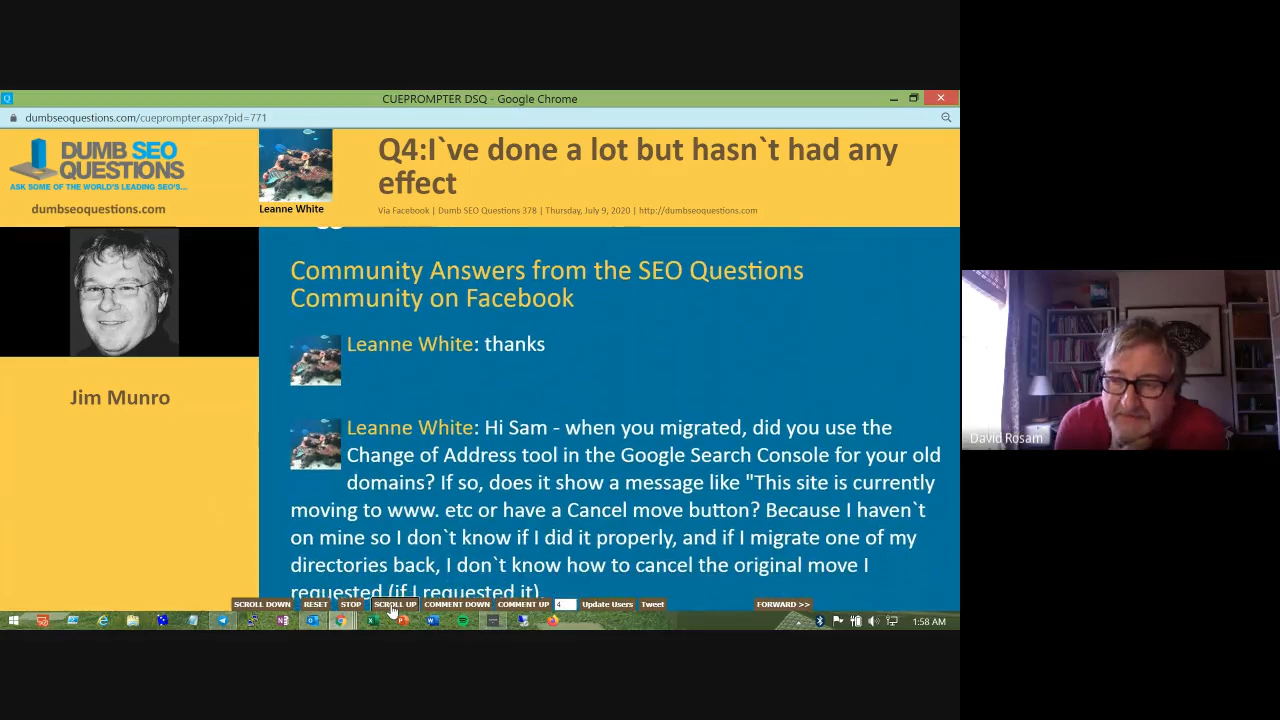 CUEPROMPTER DSQ - Google Chrome
dumbseoquestions.com/cueprompter.aspx?pid=771
DUMB SEO
QUESTIONS
ASK SOME OF THE WORLD'S LEADING SEO'S...
dumbseoquestions.com
Leanne White
Q4:I`ve done a lot but hasn`t had any
effect
Via Facebook | Dumb SEO Questions 378 | Thursday, July 9, 2020 | http://dumbseoquestions.com
Jim Munro
Community Answers from the SEO Questions
Community on Facebook
Leanne White: thanks
Leanne White: Hi Sam - when you migrated, did you use the
Change of Address tool in the Google Search Console for your old
domains? If so, does it show a message like "This site is currently
moving to www. etc or have a Cancel move button? Because I haven`t
on mine so I don`t know if I did it properly, and if I migrate one of my
directories back, I don`t know how to cancel the original move I
requested (if I requested it).
SCROLL DOWN RESET STOP SCROLL UP COMMENT DOWN COMMENT UP 4 Update Users Tweet FORWARD >>
1:58 AM
David Rosam